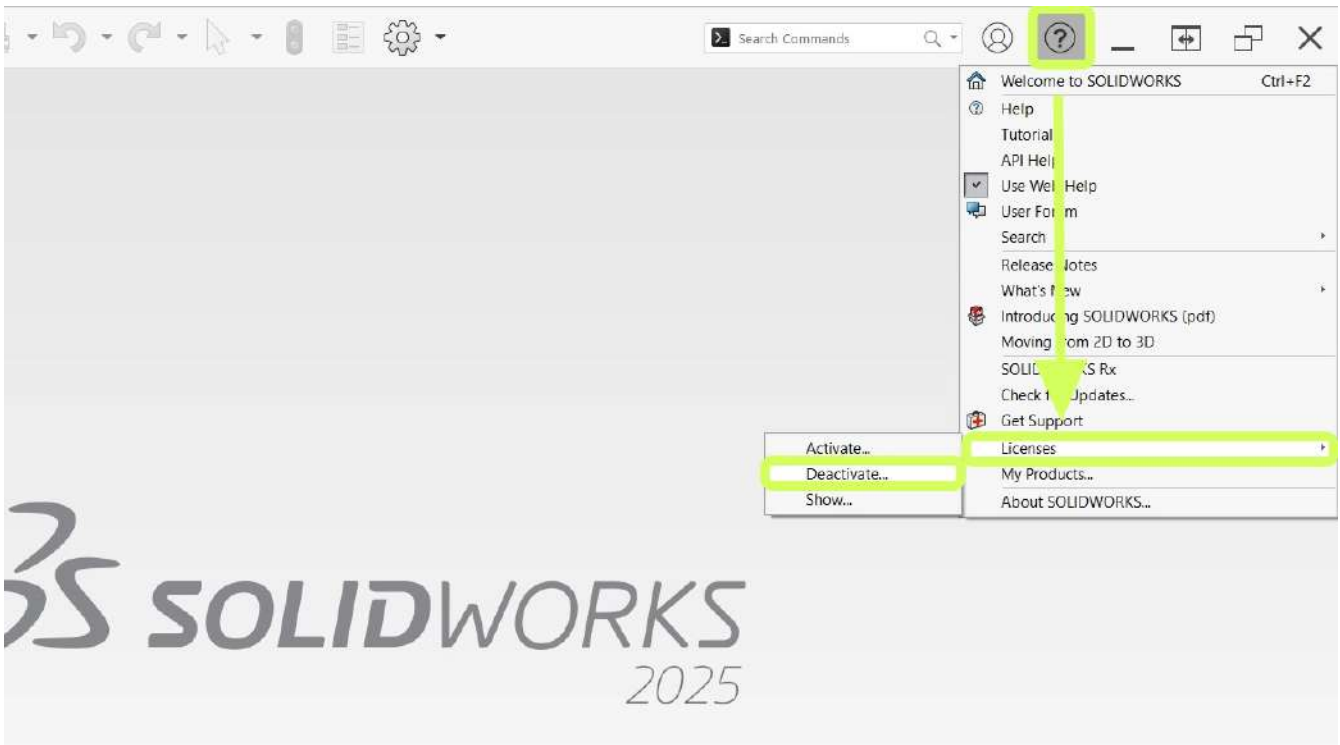 Search Commands
Welcome to SOLIDWORKS Ctrl+F2
Help
Tutorial
API Help
Use Web Help
User Forum
Search
Release Notes
What's New
Introducing SOLIDWORKS (pdf)
Moving from 2D to 3D
SOLIDWORKS Rx
Check for Updates...
Get Support
Activate... Licenses
Deactivate... My Products...
Show... About SOLIDWORKS...
3S SOLIDWORKS
2025